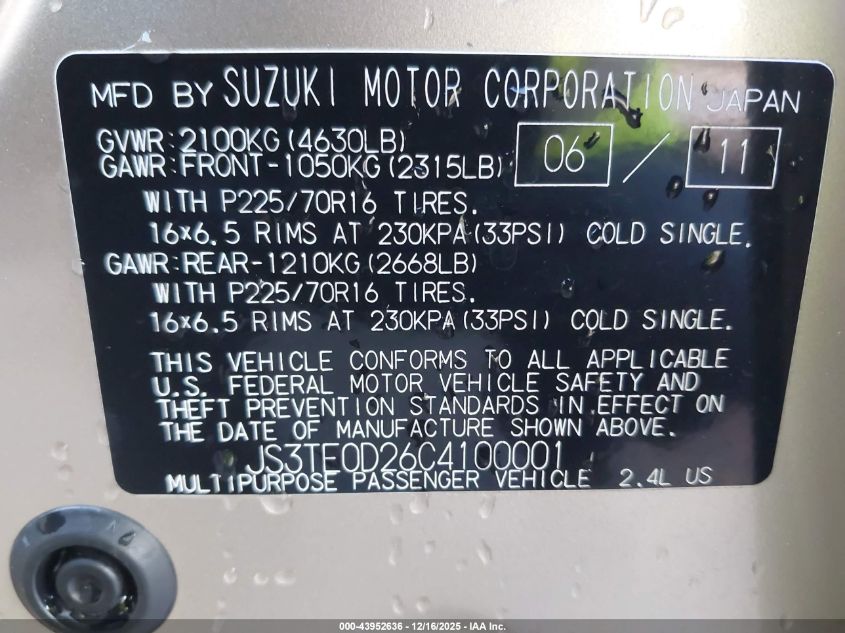 MFD BY SUZUKI MOTOR CORPORATION JAPAN
GVWR:2100KG(4630LB)
GAWR:FRONT-1050KG(2315LB) 06 / 11
WITH P225/70R16 TIRES.
16×6.5 RIMS AT 230KPA(33PSI) COLD SINGLE.
GAWR:REAR-1210KG(2668LB)
WITH P225/70R16 TIRES.
16×6.5 RIMS AT 230KPA(33PSI) COLD SINGLE.
THIS VEHICLE CONFORMS TO ALL APPLICABLE
U.S. FEDERAL MOTOR VEHICLE SAFETY AND
THEFT PREVENTION STANDARDS IN EFFECT ON
THE DATE OF MANUFACTURE SHOWN ABOVE.
JS3TE0D26C4100001
MULTIPURPOSE PASSENGER VEHICLE 2.4L US
000-43952636 - 12/16/2025 - IAA Inc.